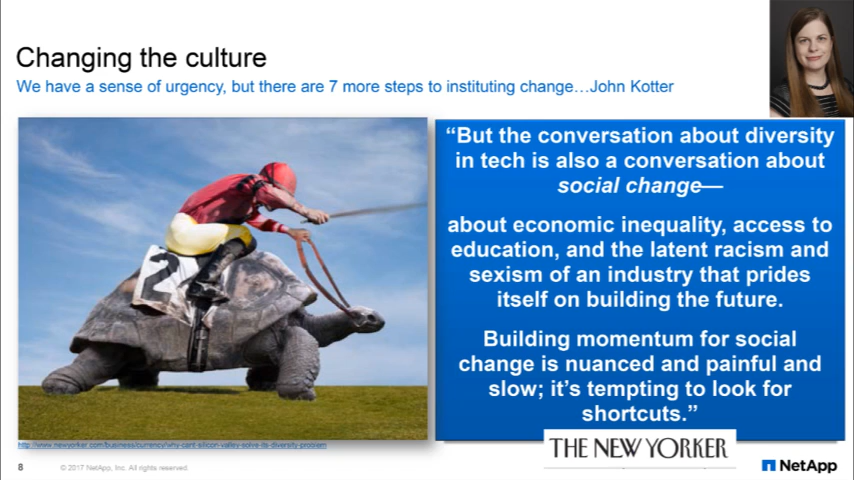 Changing the culture
We have a sense of urgency, but there are 7 more steps to instituting change…John Kotter
2
“But the conversation about diversity
in tech is also a conversation about
social change—
about economic inequality, access to
education, and the latent racism and
sexism of an industry that prides
itself on building the future.
Building momentum for social
change is nuanced and painful and
slow; it’s tempting to look for
shortcuts.”
http://www.newyorker.com/business/currency/why-cant-silicon-valley-solve-its-diversity-problem
THE NEW YORKER
8
© 2017 NetApp, Inc. All rights reserved.
NetApp